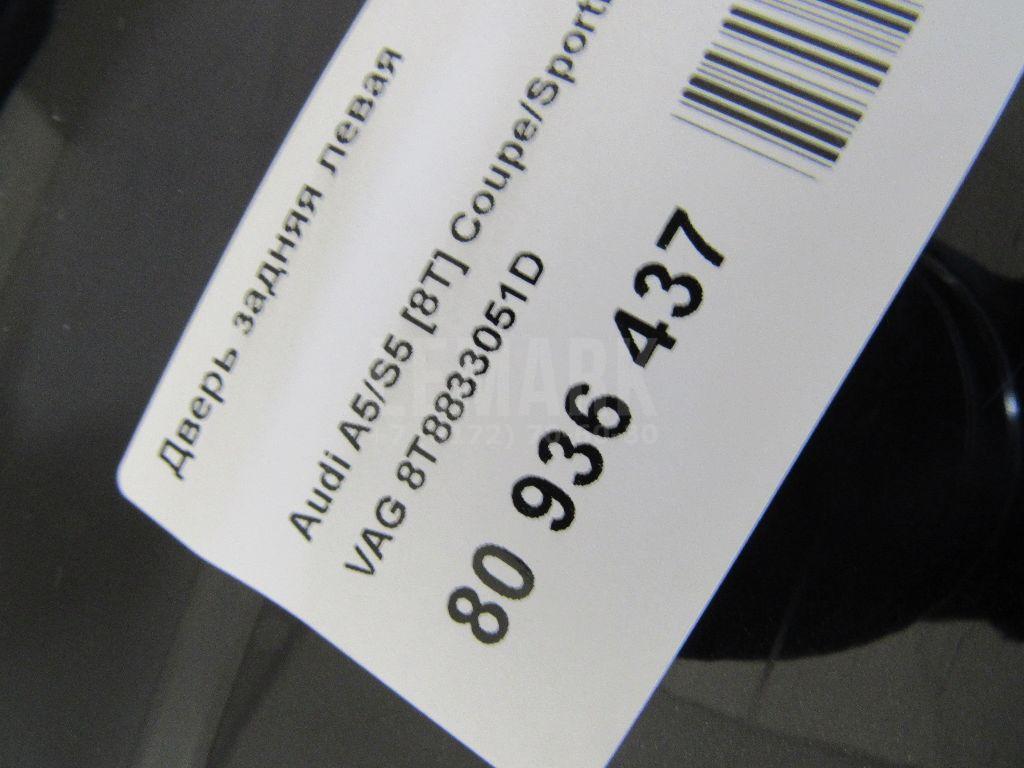 Дверь задняя левая
Audi A5/S5 [8T] Coupe/Sport
VAG 8T8833051D
80 936 437